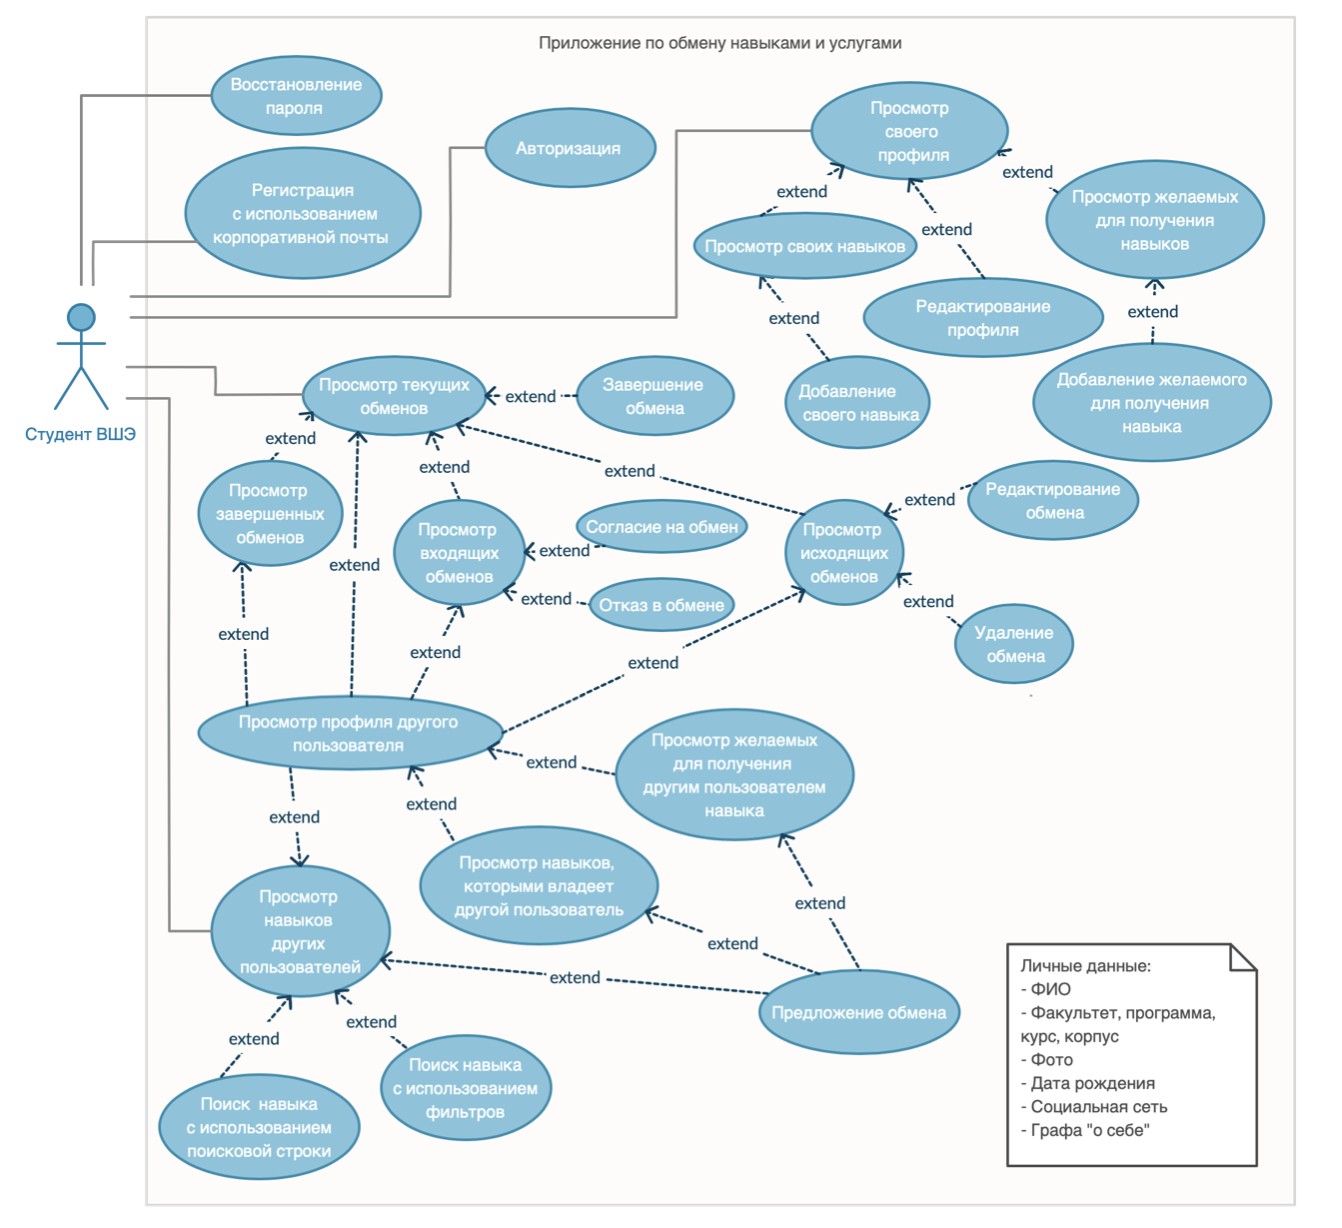 Приложение по обмену навыками и услугами
Восстановление
пароля
Авторизация
Регистрация
с использованием
корпоративной почты
Просмотр
своего
профиля
extend
extend
extend
Просмотр своих навыков
Просмотр желаемых
для получения
навыков
extend
Редактирование
профиля
extend
Добавление
своего навыка
Добавление желаемого
для получения
навыка
Студент ВШЭ
Просмотр текущих
обменов
extend
Завершение
обмена
extend
extend
extend
extend
Просмотр
завершенных
обменов
Просмотр
входящих
обменов
Согласие на обмен
extend
extend
Отказ в обмене
Просмотр
исходящих
обменов
extend
Редактирование
обмена
extend
Удаление
обмена
extend
extend
extend
Просмотр профиля другого
пользователя
extend
Просмотр желаемых
для получения
другим пользователем
навыка
extend
extend
Просмотр навыков,
которыми владеет
другой пользователь
extend
extend
Просмотр
навыков
других
пользователей
extend
Предложение обмена
extend
extend
Поиск навыка
с использованием
фильтров
Поиск  навыка
с использованием
поисковой строки
Личные данные:
- ФИО
- Факультет, программа,
курс, корпус
- Фото
- Дата рождения
- Социальная сеть
- Графа "о себе"